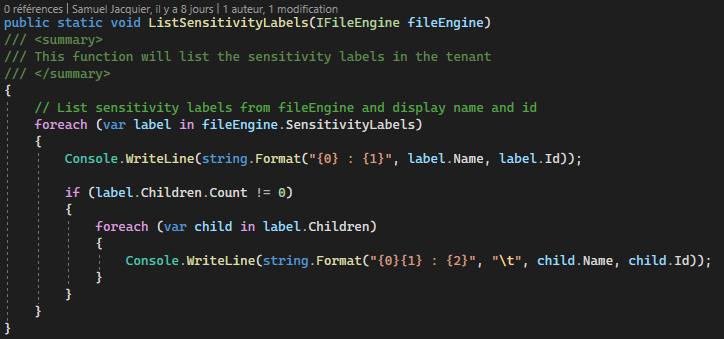 0 références | Samuel Jacquier, il y a 8 jours | 1 auteur, 1 modification
public static void ListSensitivityLabels(IFileEngine fileEngine)
/// <summary>
/// This function will list the sensitivity labels in the tenant
/// </summary>
{
    // List sensitivity labels from fileEngine and display name and id
    foreach (var label in fileEngine.SensitivityLabels)
    {
        Console.WriteLine(string.Format("{0} : {1}", label.Name, label.Id));

        if (label.Children.Count != 0)
        {
            foreach (var child in label.Children)
            {
                Console.WriteLine(string.Format("{0}{1} : {2}", "\t", child.Name, child.Id));
            }
        }
    }
}